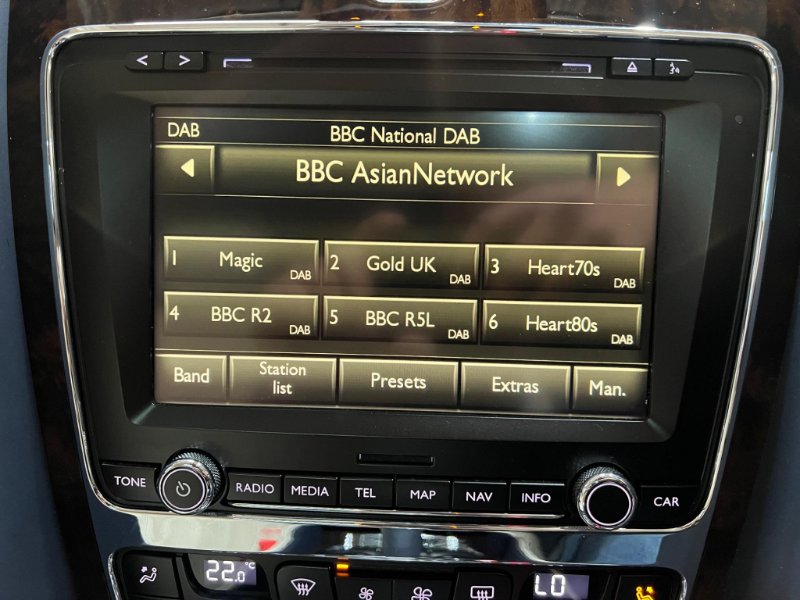 < >
DAB BBC National DAB
BBC AsianNetwork
1 Magic DAB 2 Gold UK DAB 3 Heart70s DAB
4 BBC R2 DAB 5 BBC R5L DAB 6 Heart80s DAB
Band Station list Presets Extras Man.
TONE RADIO MEDIA TEL MAP NAV INFO CAR
22.0 °C LO